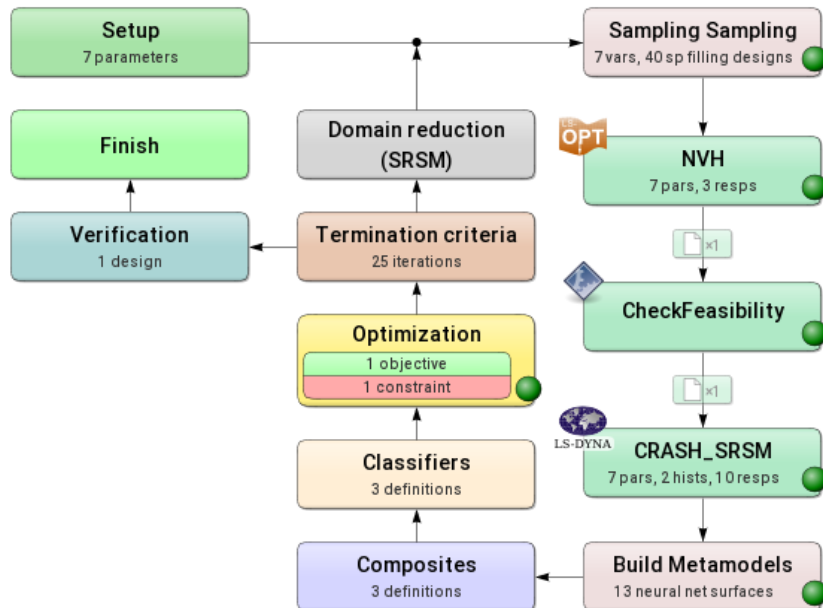 Setup
7 parameters
Sampling Sampling
7 vars, 40 sp filling designs
Finish
Domain reduction
(SRSM)
LS-
OPT
NVH
7 pars, 3 resps
Verification
1 design
Termination criteria
25 iterations
×1
CheckFeasibility
Optimization
1 objective
1 constraint
×1
LS-DYNA
CRASH_SRSM
7 pars, 2 hists, 10 resps
Classifiers
3 definitions
Composites
3 definitions
Build Metamodels
13 neural net surfaces